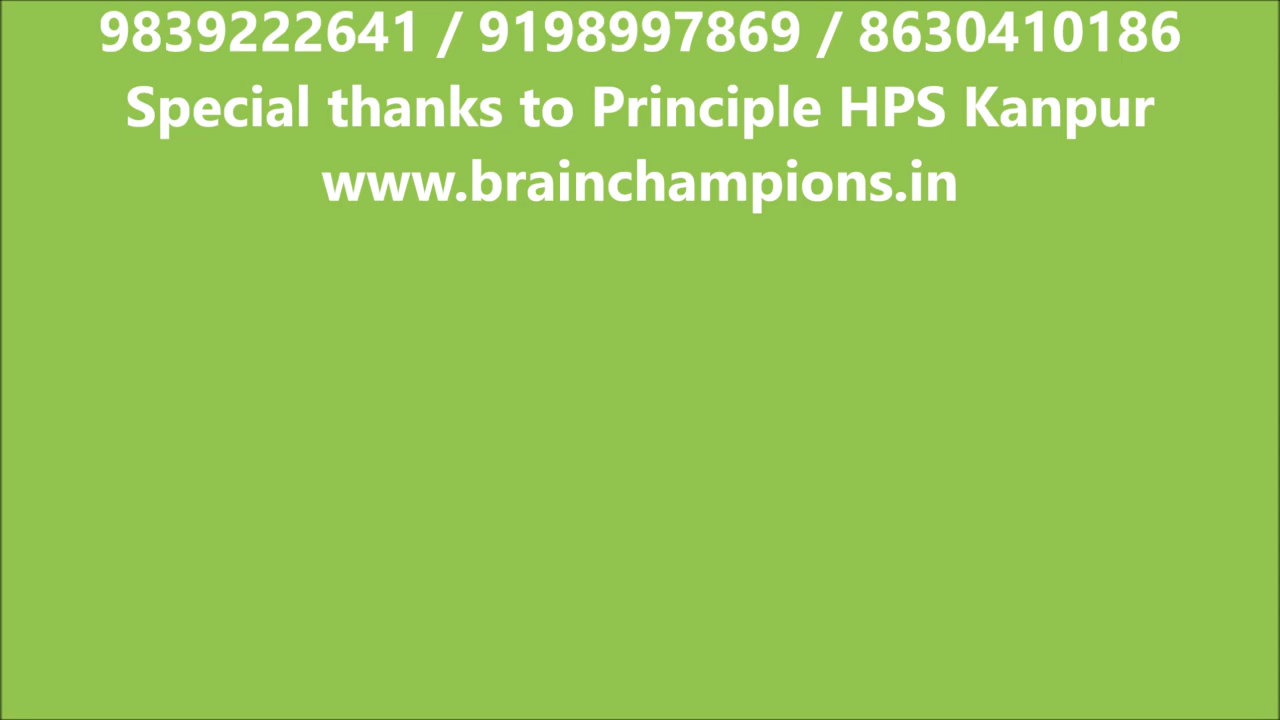 9839222641 / 9198997869 / 8630410186
Special thanks to Principle HPS Kanpur
www.brainchampions.in